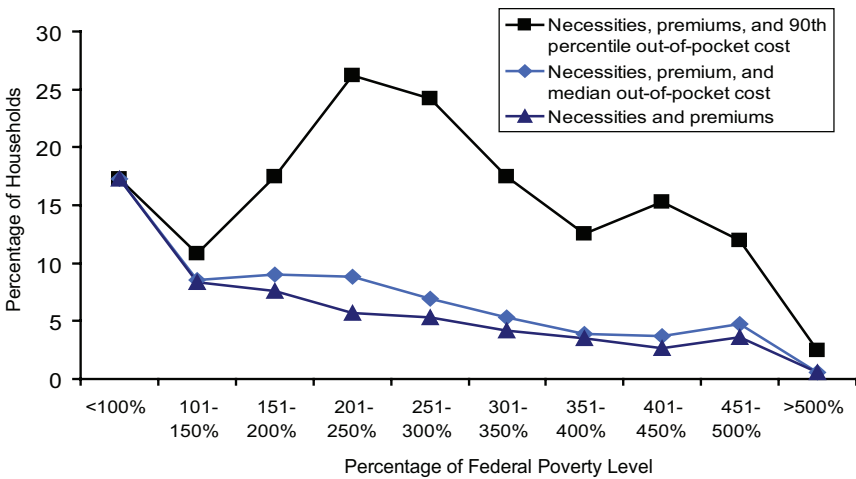 Necessities, premiums, and 90th
percentile out-of-pocket cost
Necessities, premium, and
median out-of-pocket cost
Necessities and premiums
Percentage of Households
30
25
20
15
10
5
0
<100% 101- 151- 201- 251- 301- 351- 401- 451- >500%
150% 200% 250% 300% 350% 400% 450% 500%
Percentage of Federal Poverty Level